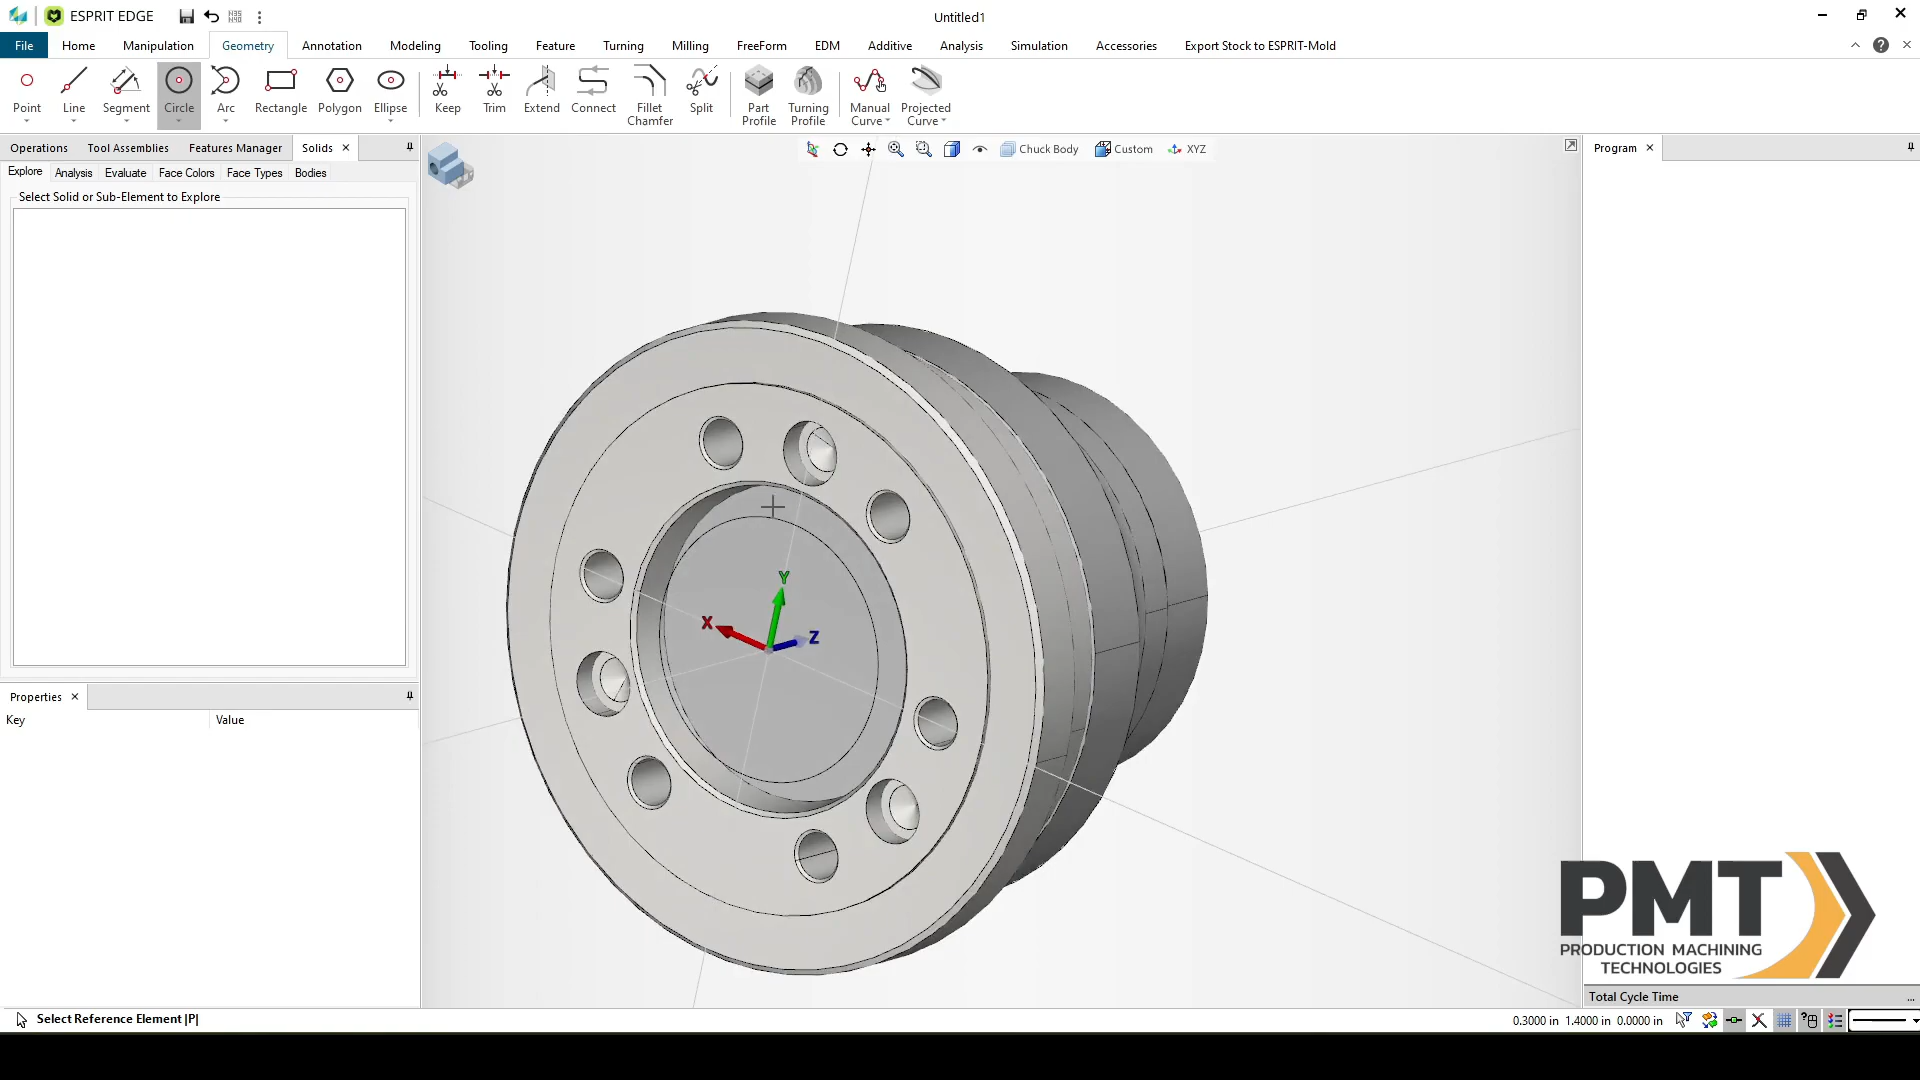 ESPRIT EDGE
Untitled1
File Home Manipulation Geometry Annotation Modeling Tooling Feature Turning Milling FreeForm EDM Additive Analysis Simulation Accessories Export Stock to ESPRIT-Mold
Point Line Segment Circle Arc Rectangle Polygon Ellipse Keep Trim Extend Connect Fillet Chamfer Split Part Profile Turning Profile Manual Curve Projected Curve
Operations Tool Assemblies Features Manager Solids
Explore Analysis Evaluate Face Colors Face Types Bodies
Select Solid or Sub-Element to Explore
Chuck Body Custom XYZ
Program
Y
X
Z
Properties
Key Value
PMT
PRODUCTION MACHINING
TECHNOLOGIES
Total Cycle Time ...
Select Reference Element |P|
0.3000 in 1.4000 in 0.0000 in